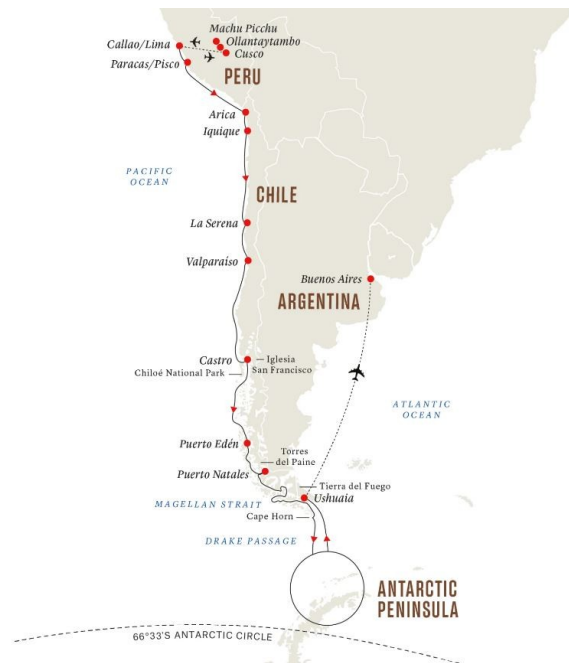 Machu Picchu
Ollantaytambo
Cusco
Callao/Lima
Paracas/Pisco
PERU
Arica
Iquique
PACIFIC
OCEAN
CHILE
La Serena
Valparaiso
Buenos Aires
ARGENTINA
Castro
Iglesia
San Francisco
Chiloé National Park
ATLANTIC
OCEAN
Puerto Edén
Torres
del Paine
Puerto Natales
Tierra del Fuego
MAGELLAN STRAIT
Ushuaia
Cape Horn
DRAKE PASSAGE
ANTARCTIC
PENINSULA
66°33'S ANTARCTIC CIRCLE